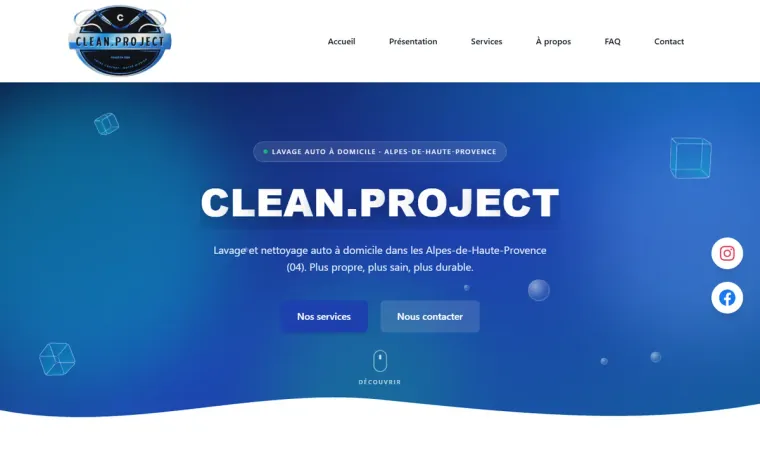 C
CLEAN.PROJECT
Accueil
Présentation
Services
À propos
FAQ
Contact
LAVAGE AUTO À DOMICILE - ALPES-DE-HAUTE-PROVENCE
CLEAN.PROJECT
Lavage et nettoyage auto à domicile dans les Alpes-de-Haute-Provence
(04). Plus propre, plus sain, plus durable.
Nos services
Nous contacter
DÉCOUVRIR